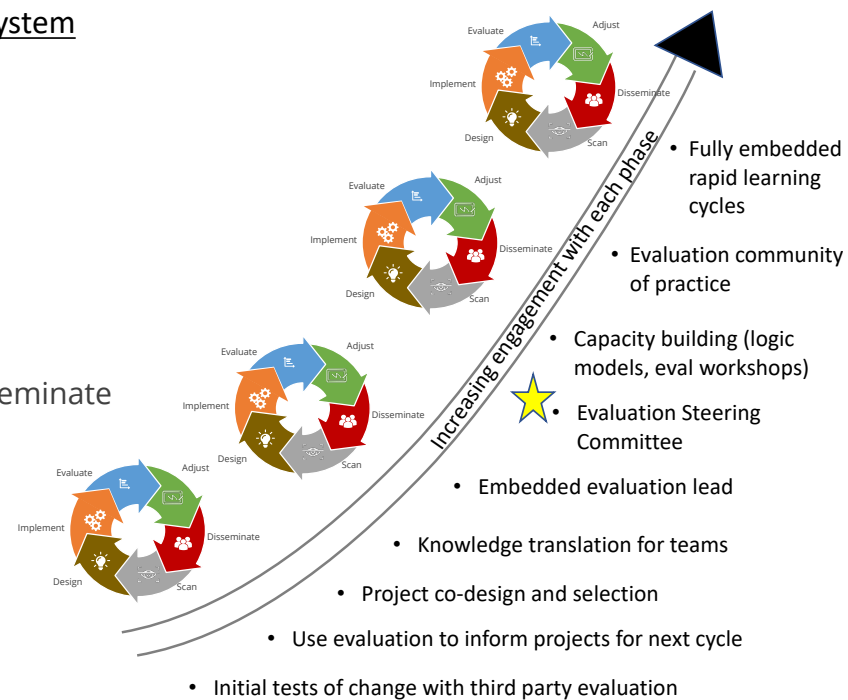 ystem
Evaluate
Adjust
Implement
Disseminate
Design
Scan
Evaluate
Adjust
Implement
Disseminate
Design
Scan
Evaluate
Adjust
Implement
Disseminate
Design
Scan
Evaluate
Adjust
Implement
Disseminate
Design
Scan
eminate
Increasing engagement with each phase
• Fully embedded
rapid learning
cycles
• Evaluation community
of practice
• Capacity building (logic
models, eval workshops)
• Evaluation Steering
Committee
• Embedded evaluation lead
• Knowledge translation for teams
• Project co-design and selection
• Use evaluation to inform projects for next cycle
• Initial tests of change with third party evaluation